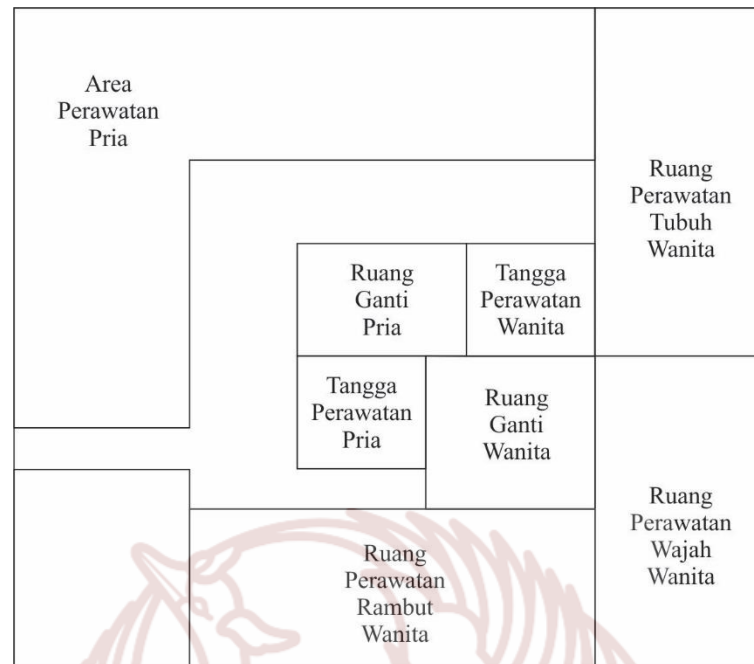 Area
Perawatan
Pria
Ruang
Perawatan
Tubuh
Wanita
Ruang
Ganti
Pria
Tangga
Perawatan
Wanita
Tangga
Perawatan
Pria
Ruang
Ganti
Wanita
Ruang
Perawatan
Wajah
Wanita
Ruang
Perawatan
Rambut
Wanita